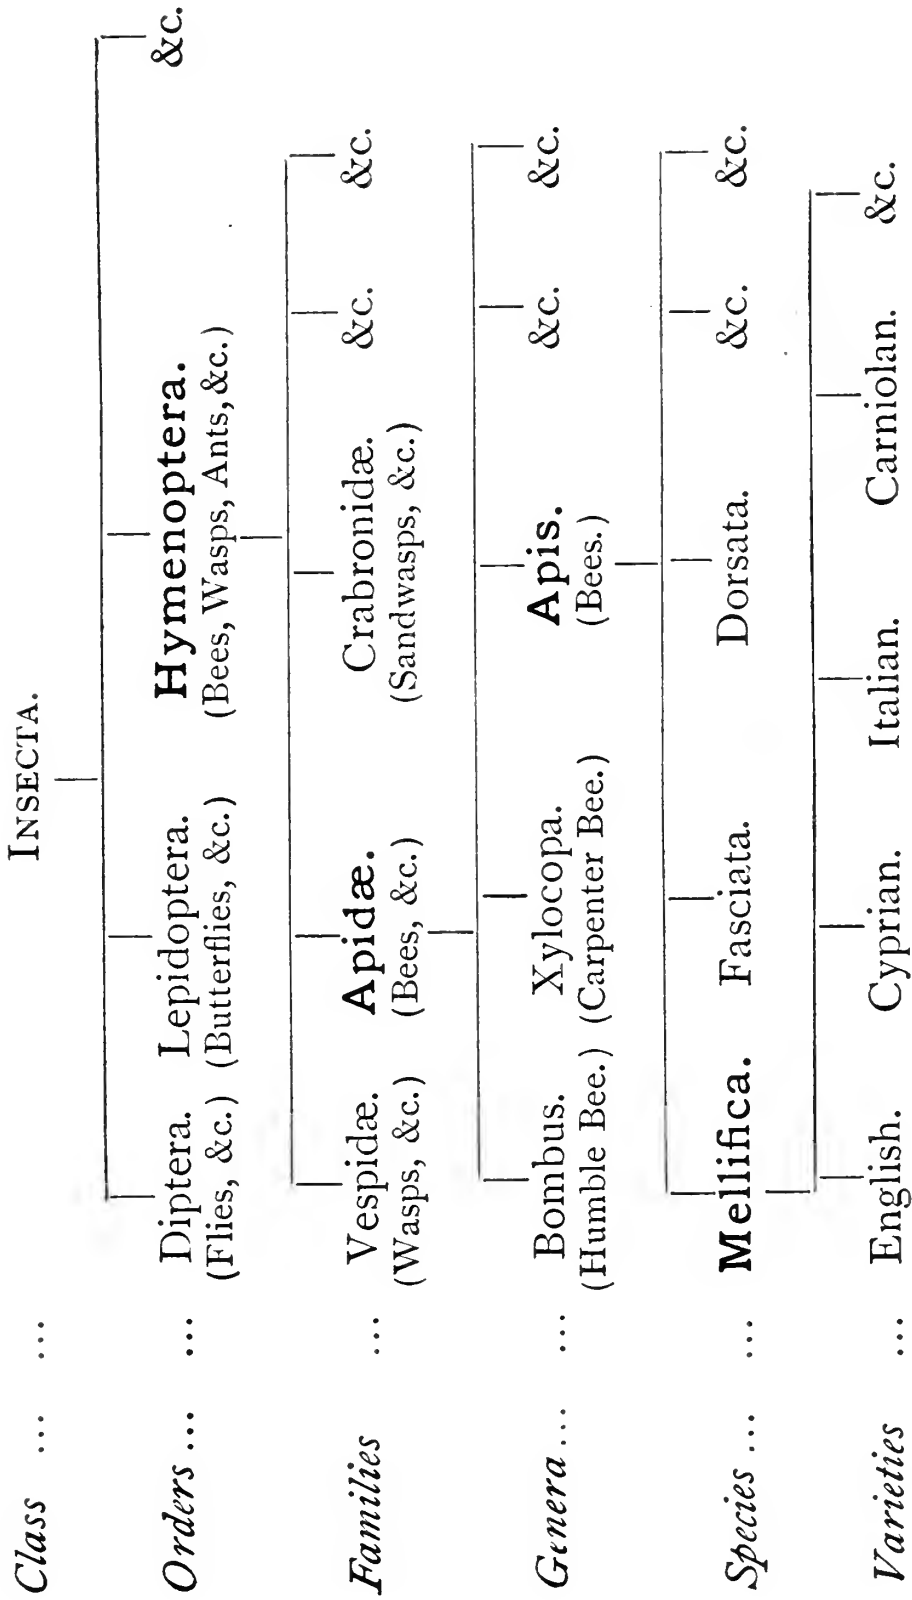 Class ... ... INSECTA.
Orders ... ... Diptera. Lepidoptera. Hymenoptera. &c.
(Flies, &c.) (Butterflies, &c.) (Bees, Wasps, Ants, &c.)
Families ... Vespidæ. Apidæ. Crabronidæ. &c. &c.
(Wasps, &c.) (Bees, &c.) (Sandwasps, &c.)
Genera... ... Bombus. Xylocopa. Apis. &c. &c.
(Humble Bee.) (Carpenter Bee.) (Bees.)
Species ... ... Mellifica. Fasciata. Dorsata. &c. &c.
Varieties ... English. Cyprian. Italian. Carniolan. &c.